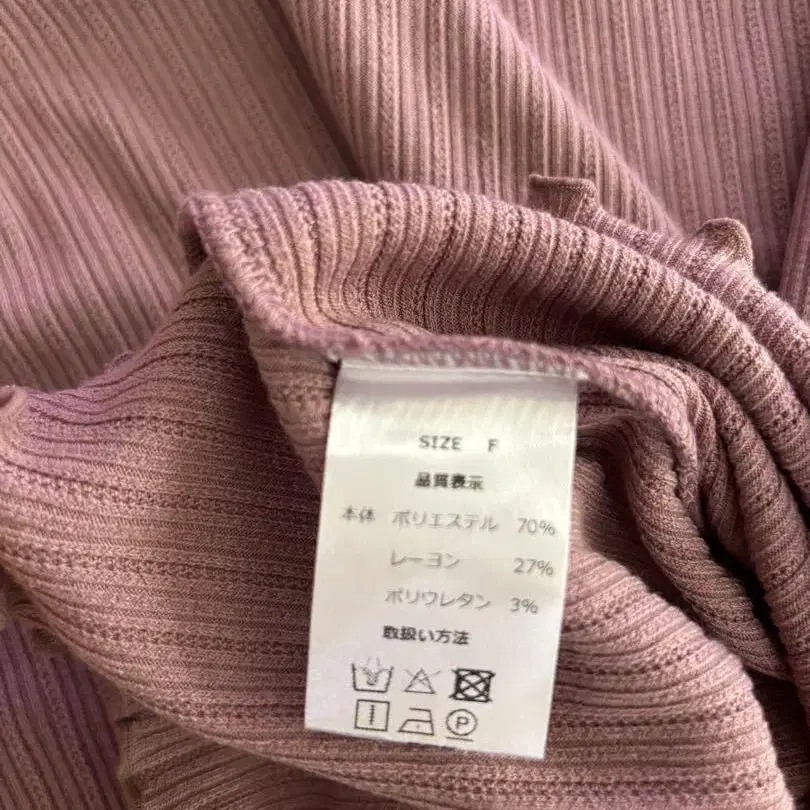 SIZE F
品質表示
本体 ポリエステル 70%
レーヨン 27%
ポリウレタン 3%
取扱い方法
P